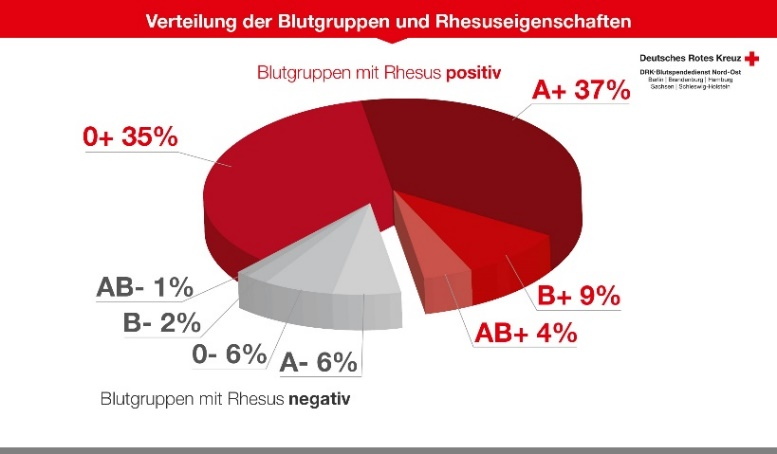 Verteilung der Blutgruppen und Rhesuseigenschaften
Deutsches Rotes Kreuz
DRK-Blutspendedienst Nord-Ost
Berlin | Brandenburg | Hamburg
Sachsen | Schleswig-Holstein
Blutgruppen mit Rhesus positiv
A+ 37%
0+ 35%
AB- 1%
B- 2%
0- 6%
A- 6%
B+ 9%
AB+ 4%
Blutgruppen mit Rhesus negativ